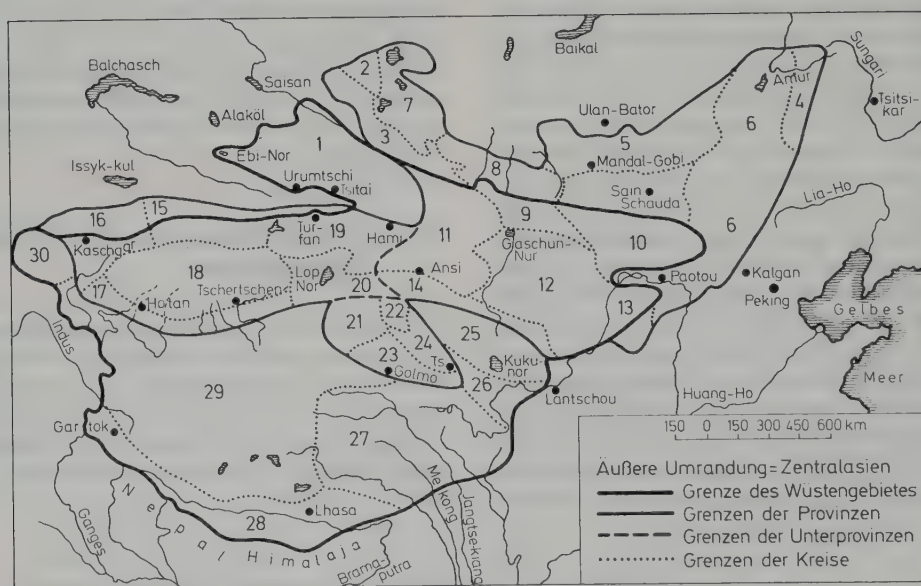 Balchasch
Saisan
Baikal
Sungari
Amur
Tsitsi-
kar
Alaköl
Ulan-Bator
2
7
4
6
5
3
1
Ebi-Nor
Mandal-Gobi
8
Issyk-kul
Urumtschi
Tsitai
Sain
Schauda
Lia-Ho
16
15
19
Tur-
fan
Hami
9
10
6
11
Gaschun-
Nur
30
Kaschgar
18
Lop
Nor
Ansi
14
12
Paotou
Kalgan
Peking
17
Hotan
Tschertschen
20
13
Gelbes
Meer
21
22
25
Indus
24
23
Ts.
Kuku-
nor
Golmo
26
Lantschou
Huang-Ho
29
150 0 150 300 450 600 km
Gartok
27
Äußere Umrandung=Zentralasien
Grenze des Wüstengebietes
Mekong
Jangtse-kiang
Grenzen der Provinzen
Lhasa
28
Grenzen der Unterprovinzen
Ganges
Nepal Himalaja
Brama-
putra
Grenzen der Kreise